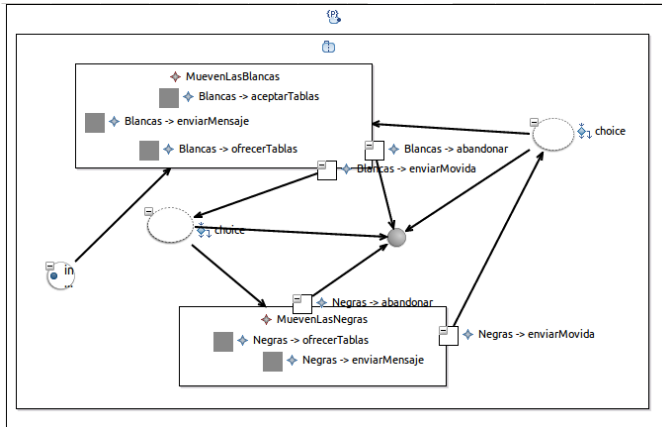 {P}
MuevenLasBlancas
Blancas -> aceptarTablas
Blancas -> enviarMensaje
Blancas -> ofrecerTablas
Blancas -> abandonar
choice
Blancas -> enviarMovida
choice
in
...
Negras -> abandonar
MuevenLasNegras
Negras -> ofrecerTablas
Negras -> enviarMovida
Negras -> enviarMensaje